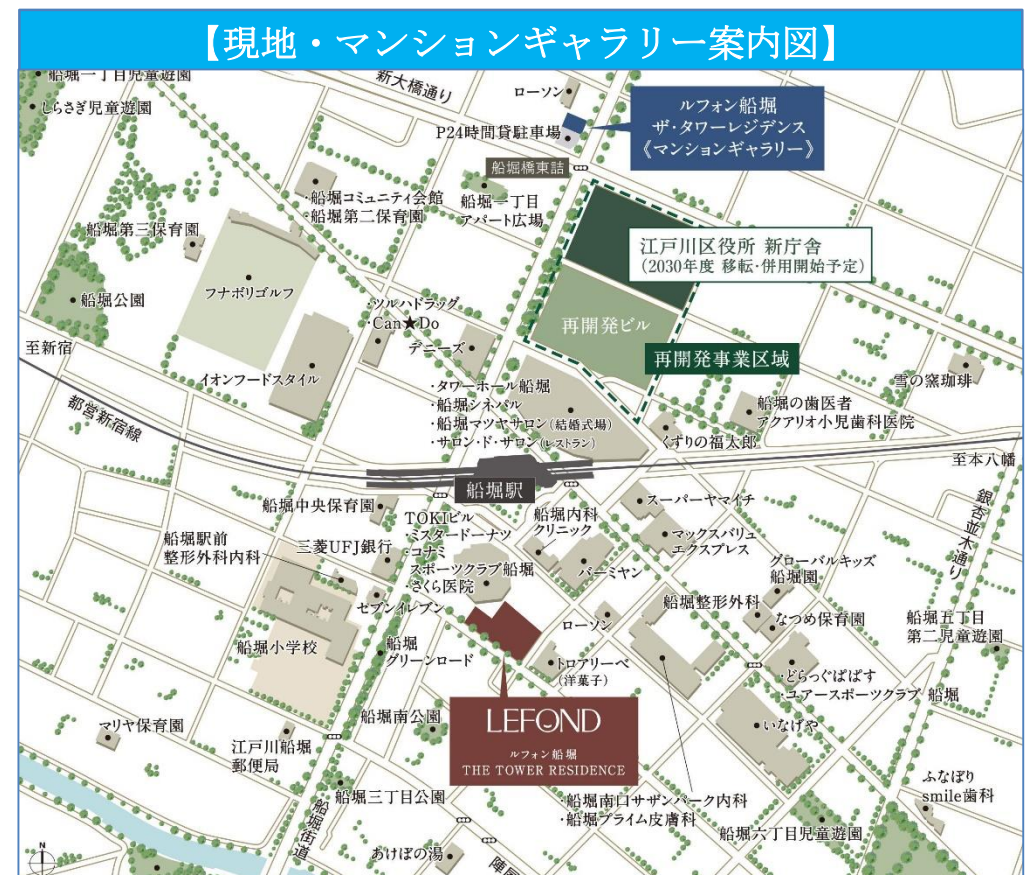 【現地・マンションギャラリー案内図】
船堀一丁目児童遊園
しらさぎ児童遊園
新大橋通り
ローソン
P24時間貸駐車場
ルフォン船堀
ザ・タワーレジデンス
《マンションギャラリー》
船堀橋東詰
・船堀コミュニティ会館
・船堀第二保育園
船堀一丁目
アパート広場
船堀第三保育園
江戸川区役所 新庁舎
(2030年度 移転・併用開始予定)
船堀公園
フナボリゴルフ
・ツルハドラッグ
・Can★Do
デニーズ
再開発ビル
再開発事業区域
至新宿
イオンフードスタイル
雪の窯珈琲
・タワーホール船堀
・船堀シネパル
・船堀マツヤサロン(結婚式場)
・サロン・ド・サロン(レストラン)
船堀の歯医者
アクアリオ小児歯科医院
都営新宿線
くすりの福太郎
至本八幡
船堀駅
銀杏並木通り
スーパーヤマイチ
船堀中央保育園
TOKIビル
・ミスタードーナツ
・コナミ
スポーツクラブ船堀
・さくら医院
船堀内科
クリニック
マックスバリュ
エクスプレス
船堀駅前
整形外科内科
三菱UFJ銀行
バーミヤン
グローバルキッズ
船堀園
セブンイレブン
ローソン
船堀整形外科
なつめ保育園
船堀五丁目
第二児童遊園
船堀小学校
船堀
グリーンロード
トロアリーベ
(洋菓子)
・どらっぐぱぱす
・ユアースポーツクラブ 船堀
LEFOND
ルフォン船堀
THE TOWER RESIDENCE
マリヤ保育園
船堀南公園
いなげや
江戸川船堀
郵便局
ふなぼり
smile歯科
船堀三丁目公園
・船堀南口サザンパーク内科
・船堀プライム皮膚科
船堀六丁目児童遊園
船堀街道
あけぼの湯
N